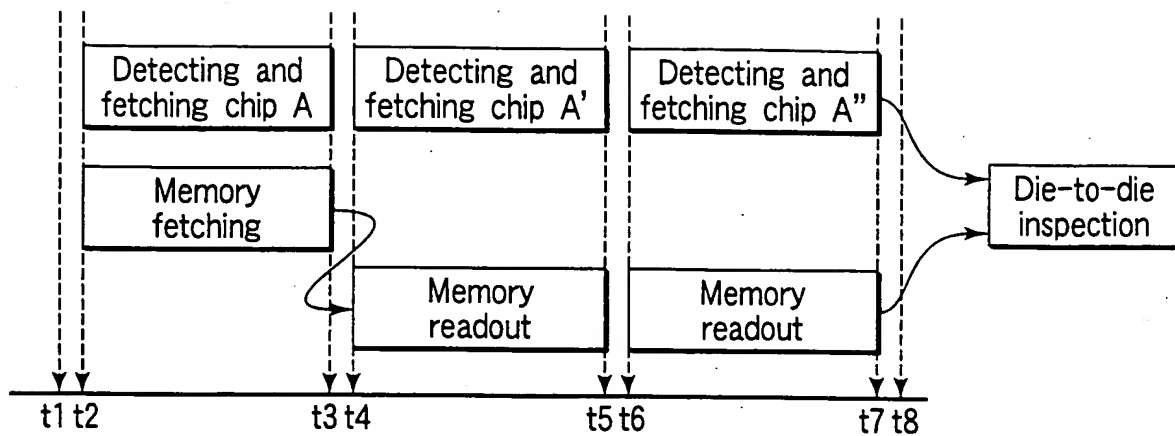 Detecting and
fetching chip A
Detecting and
fetching chip A'
Detecting and
fetching chip A"
Memory
fetching
Die-to-die
inspection
Memory
readout
Memory
readout
t1 t2 t3 t4 t5 t6 t7 t8